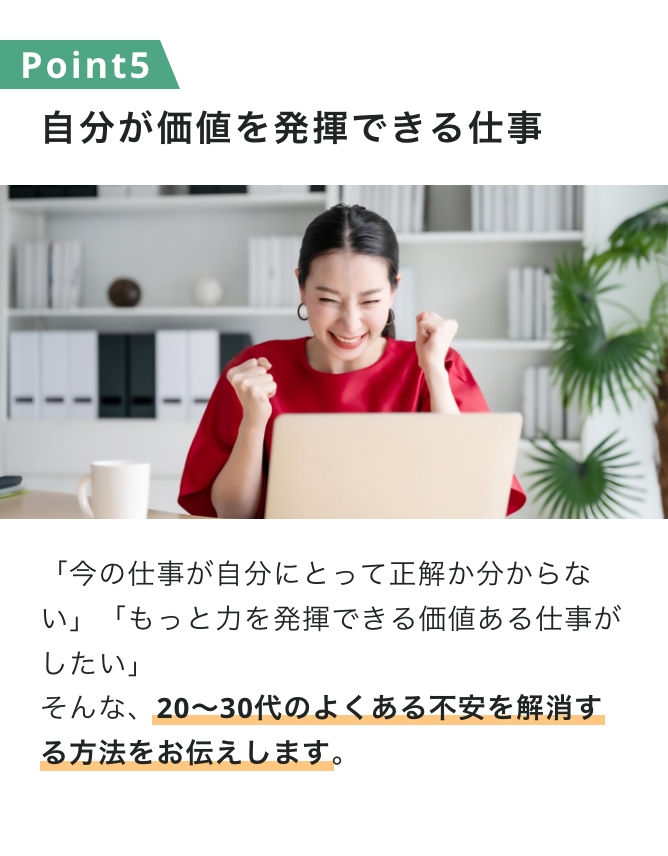 Point5
自分が価値を発揮できる仕事
「今の仕事が自分にとって正解か分からな
い」「もっと力を発揮できる価値ある仕事が
したい」
そんな、20〜30代のよくある不安を解消す
る方法をお伝えします。